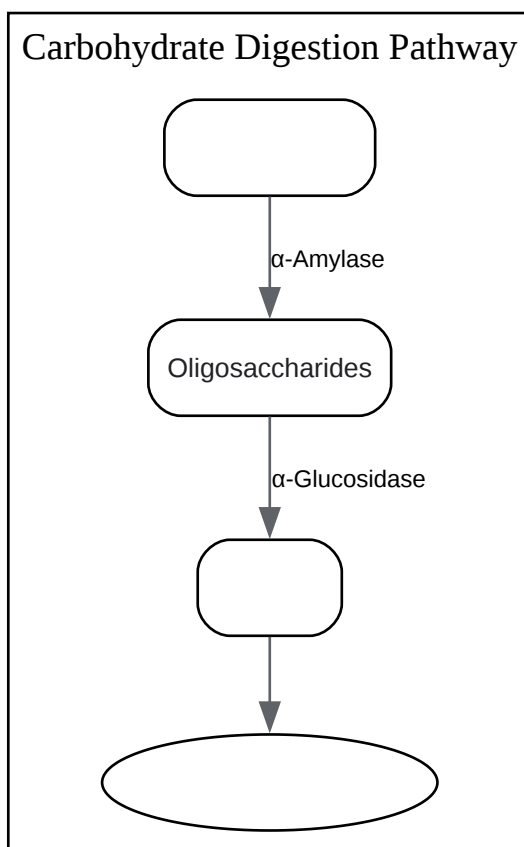 Carbohydrate Digestion Pathway
α-Amylase
Oligosaccharides
α-Glucosidase